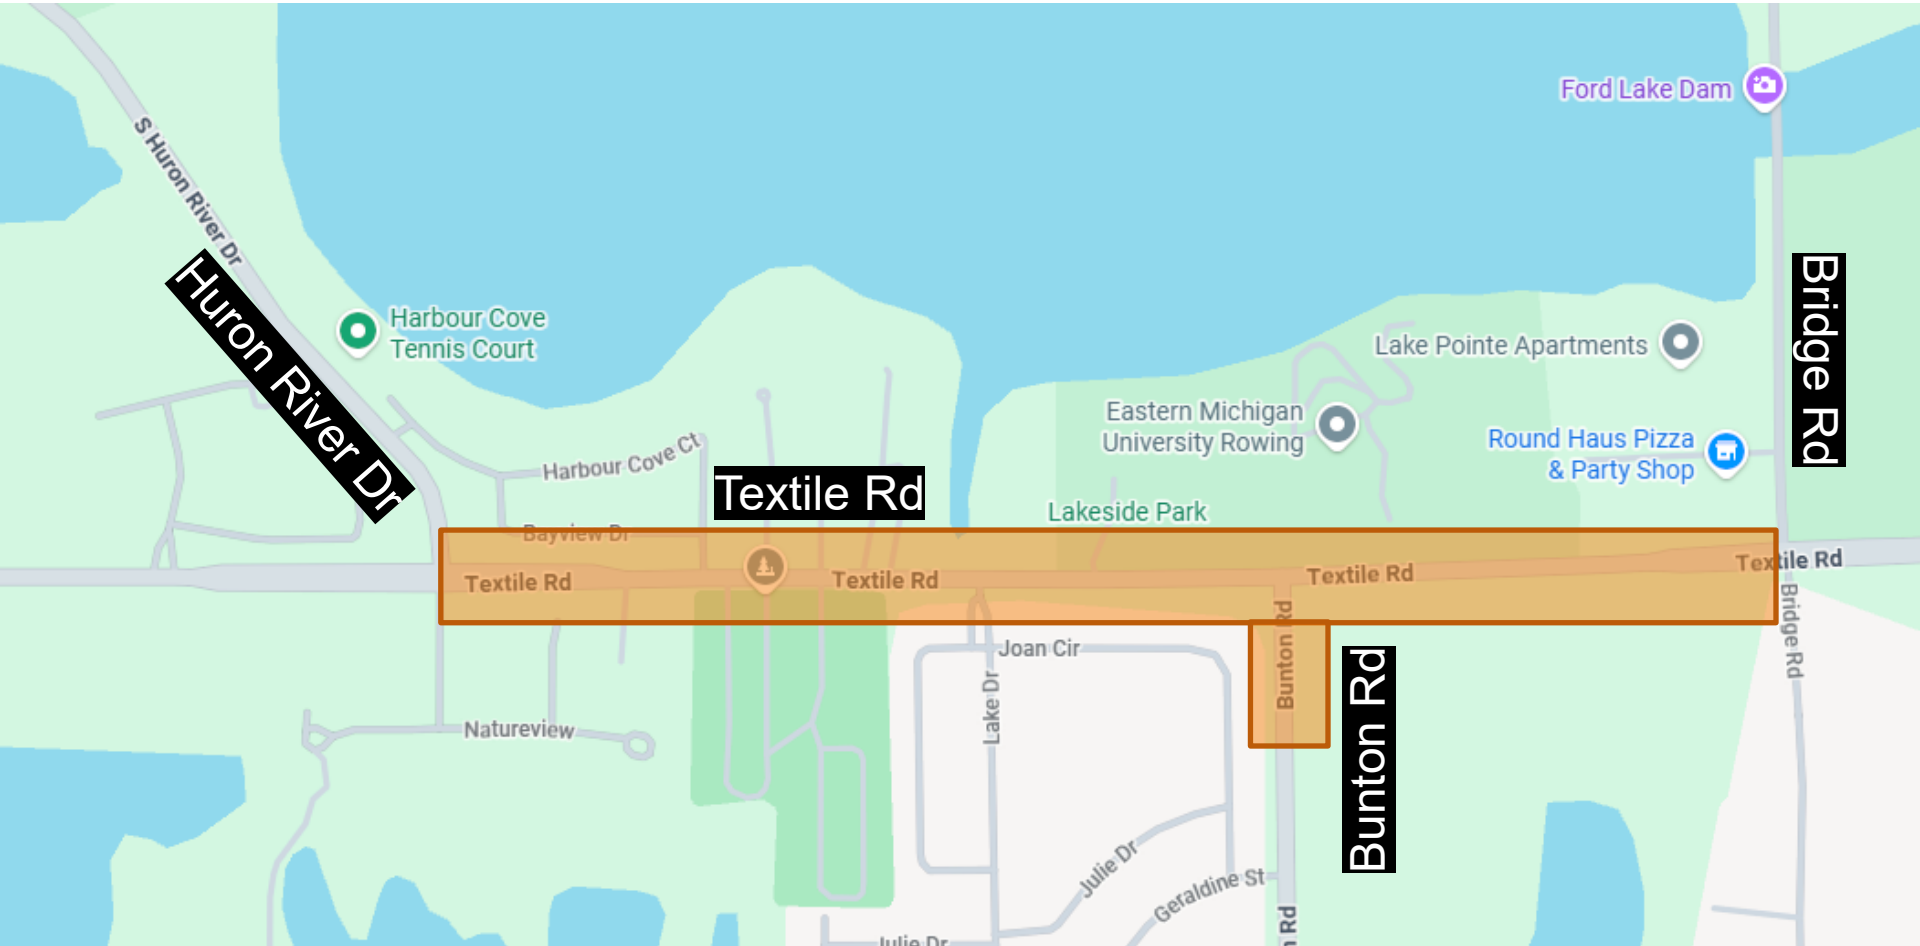 Ford Lake Dam
S Huron River Dr
Huron River Dr
Bridge Rd
Harbour Cove
Tennis Court
Lake Pointe Apartments
Eastern Michigan
University Rowing
Round Haus Pizza
& Party Shop
Harbour Cove Ct
Textile Rd
Lakeside Park
Bayview Dr
Textile Rd
Textile Rd
Textile Rd
Textile Rd
Bridge Rd
Bunton Rd
Joan Cir
Lake Dr
Bunton Rd
Natureview
Julie Dr
Geraldine St
Julie Dr
Rd